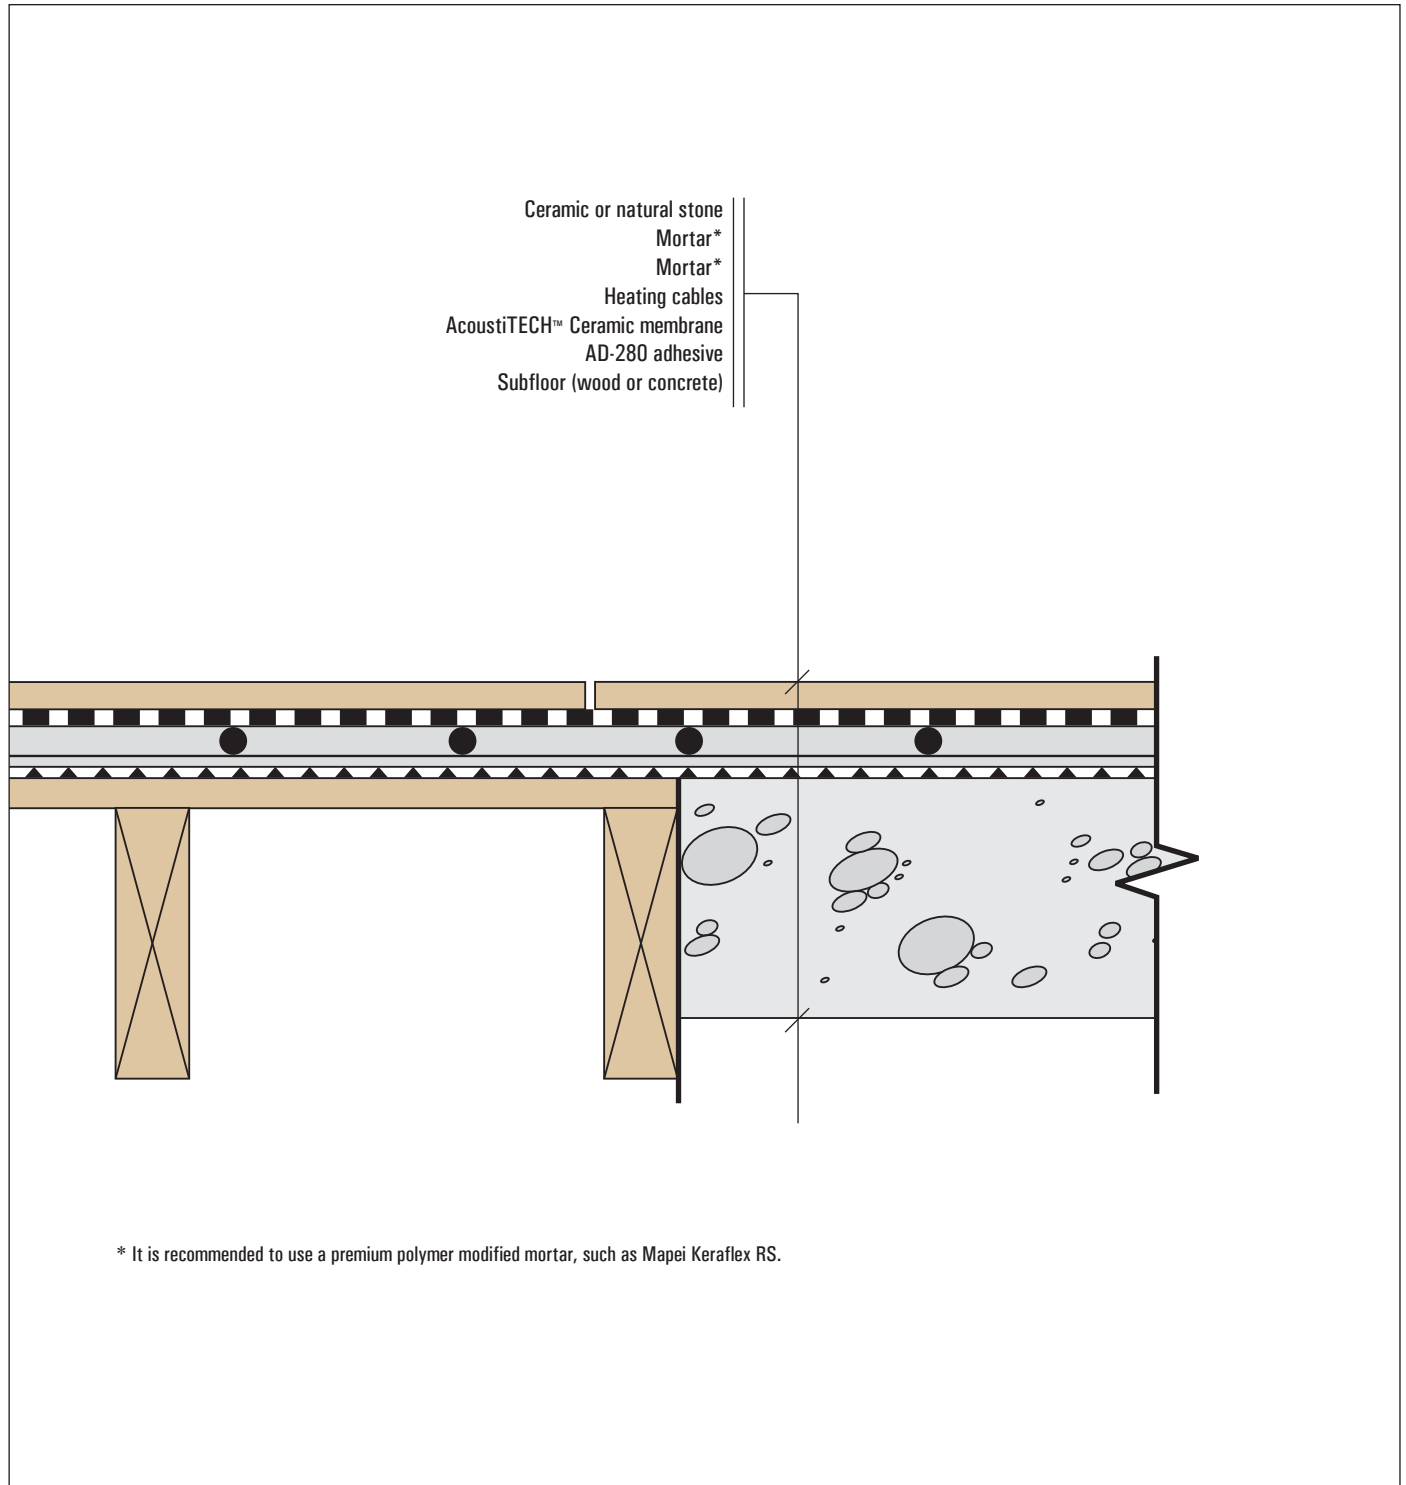 Ceramic or natural stone
Mortar*
Mortar*
Heating cables
AcoustiTECH™ Ceramic membrane
AD-280 adhesive
Subfloor (wood or concrete)
* It is recommended to use a premium polymer modified mortar, such as Mapei Keraflex RS.